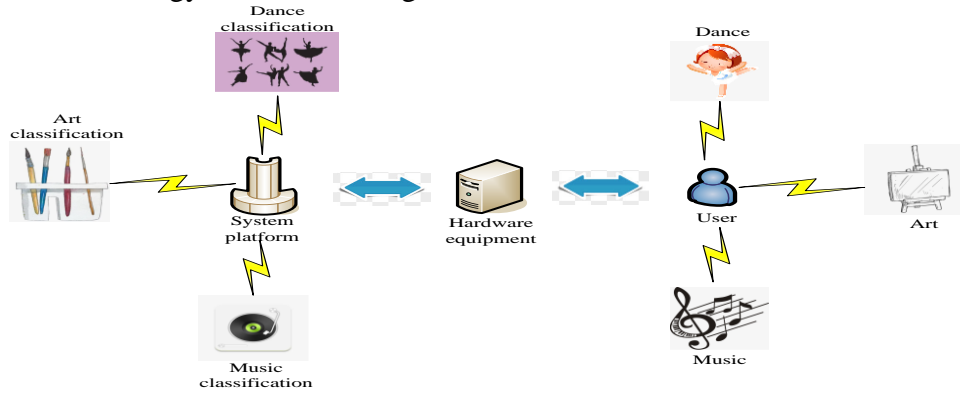 Dance
classification
Dance
Art
classification
System
platform
Hardware
equipment
User
Art
Music
classification
Music